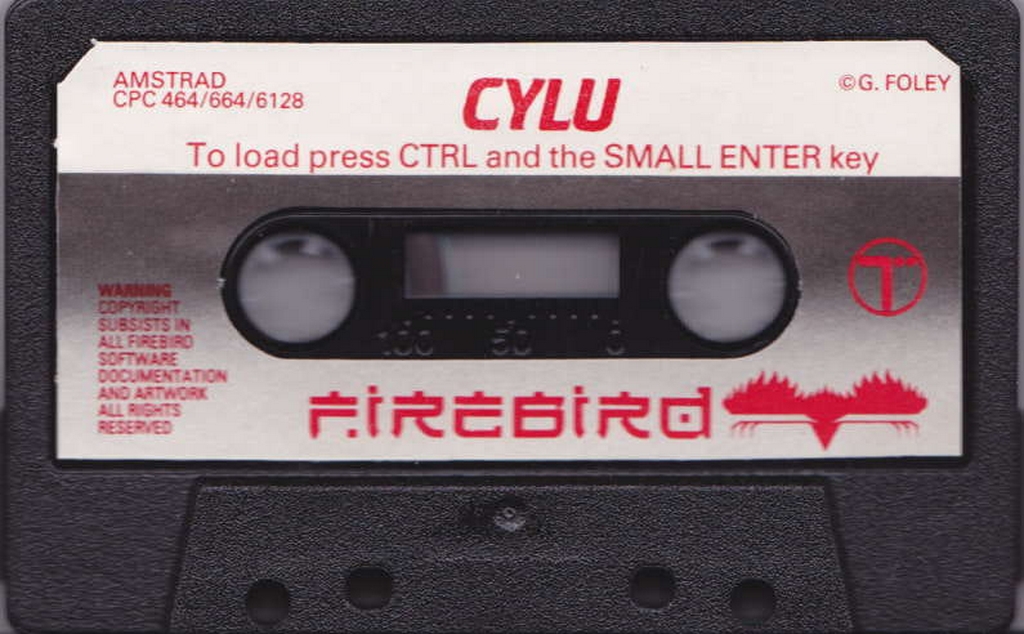 AMSTRAD
CPC 464/664/6128
CYLU
©G. FOLEY
To load press CTRL and the SMALL ENTER key
T
100 50 0
WARNING
COPYRIGHT
SUBSISTS IN
ALL FIREBIRD
SOFTWARE
DOCUMENTATION
AND ARTWORK
ALL RIGHTS
RESERVED
FIREBIRD